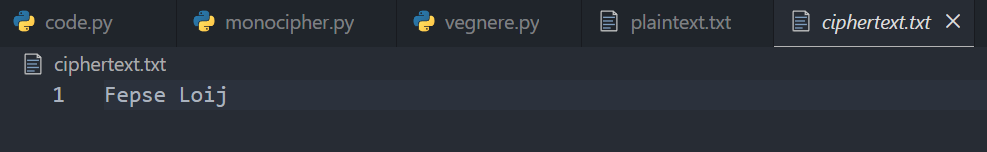 code.py monocipher.py vegnere.py plaintext.txt ciphertext.txt
ciphertext.txt
1 Fepse Loij